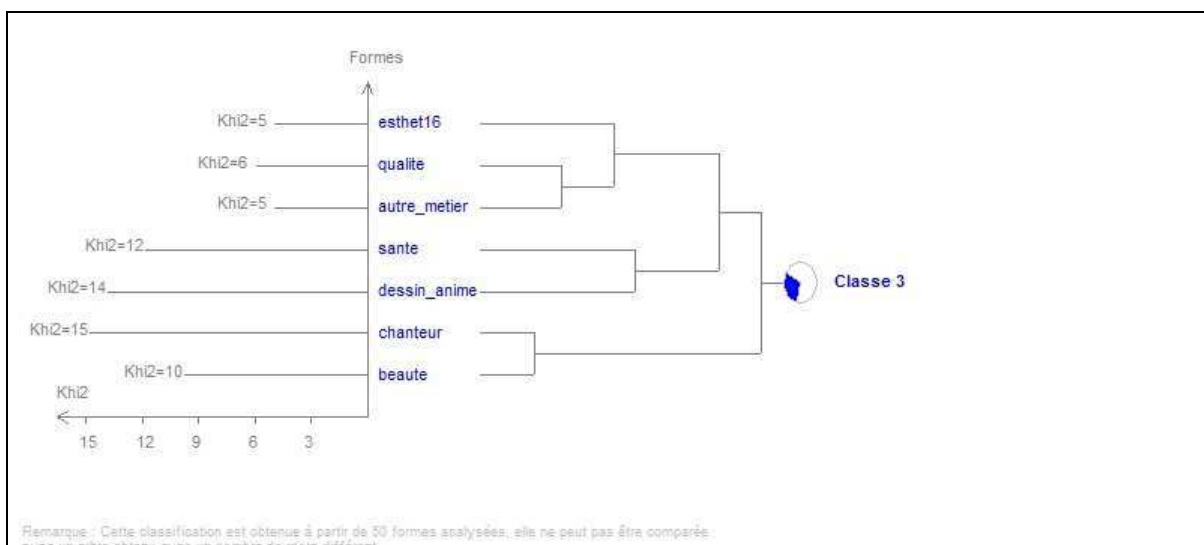 Formes
Khi2=5 esthet16
Khi2=6 qualite
Khi2=5 autre_metier
Khi2=12 sante
Khi2=14 dessin_anime
Classe 3
Khi2=15 chanteur
Khi2=10 beaute
Khi2
15 12 9 6 3
Remarque : Cette classification est obtenue à partir de 50 formes analysées, elle ne peut pas être comparée